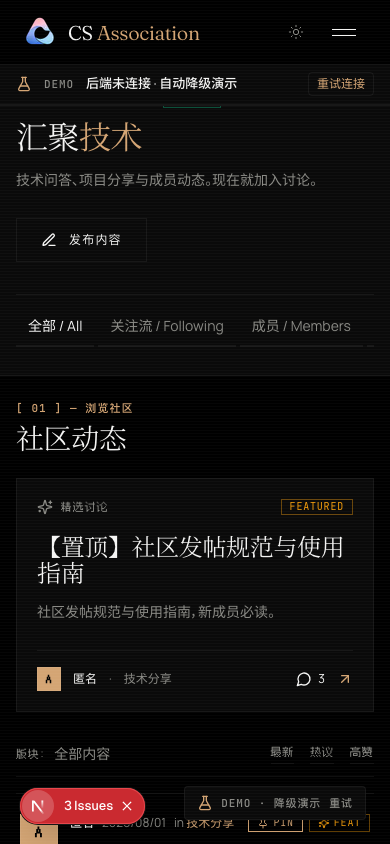 CS Association
DEMO 后端未连接 · 自动降级演示 重试连接
汇聚技术
技术问答、项目分享与成员动态。现在就加入讨论。
发布内容
全部 / All 关注流 / Following 成员 / Members
[ 01 ] — 浏览社区
社区动态
精选讨论 FEATURED
【置顶】社区发帖规范与使用
指南
社区发帖规范与使用指南，新成员必读。
匿名 · 技术分享 3
版块: 全部内容 最新 热议 高赞
N 3 Issues DEMO · 降级演示 重试
匿名 2026/08/01 in 技术分享 PIN FEAT